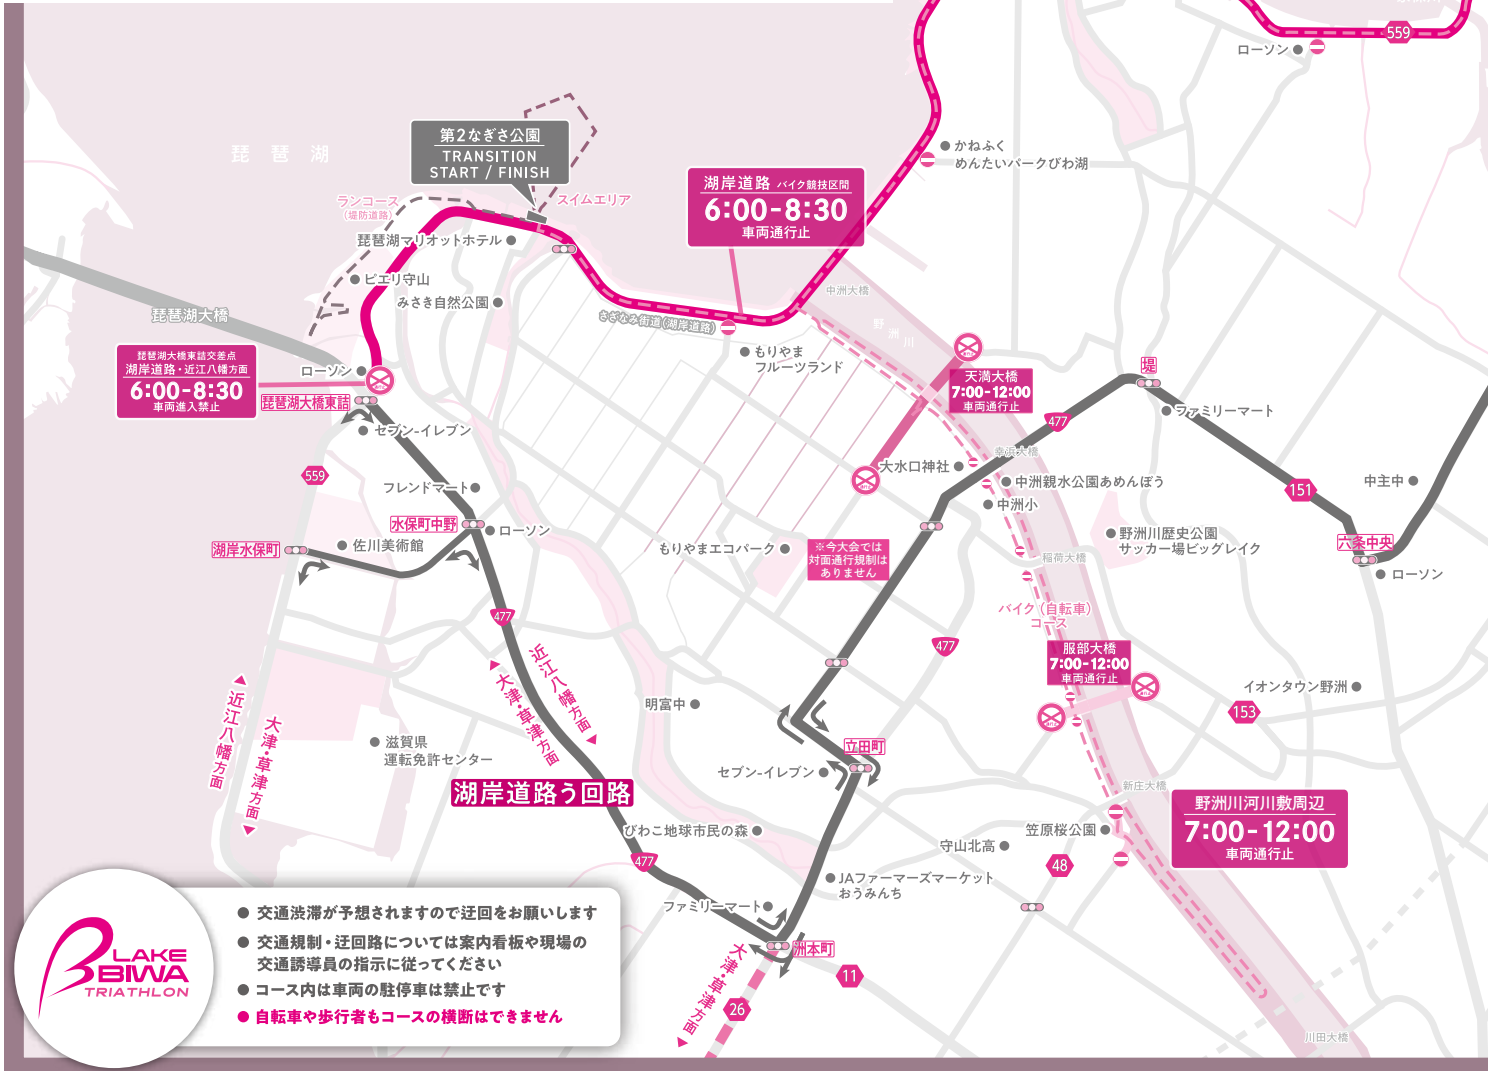 559
ローソン
琵琶湖
第2なぎさ公園
TRANSITION
START / FINISH
かねふく
めんたいパークびわ湖
湖岸道路 バイク競技区間
6:00-8:30
車両通行止
ランコース
(堤防道路)
スイムエリア
琵琶湖マリオットホテル
ピエリ守山
みさき自然公園
中洲大橋
琵琶湖大橋
さざなみ街道(湖岸道路)
野洲川
もりやま
フルーツランド
琵琶湖大橋東詰交差点
湖岸道路・近江八幡方面
6:00-8:30
車両進入禁止
ローソン
琵琶湖大橋東詰
セブン-イレブン
天満大橋
7:00-12:00
車両通行止
堤
ファミリーマート
477
幸浜大橋
大水口神社
中洲親水公園あめんぼう
中洲小
151
中主中
559
フレンドマート
水保町中野
ローソン
湖岸水保町
佐川美術館
もりやまエコパーク
※今大会では
対面通行規制は
ありません
野洲川歴史公園
サッカー場ビッグレイク
六条中央
ローソン
稲荷大橋
バイク(自転車)
コース
477
477
服部大橋
7:00-12:00
車両通行止
近江八幡方面
大津・草津方面
近江八幡方面
大津・草津方面
明富中
イオンタウン野洲
153
滋賀県
運転免許センター
立田町
セブン-イレブン
湖岸道路う回路
新庄大橋
野洲川河川敷周辺
7:00-12:00
車両通行止
びわこ地球市民の森
笠原桜公園
守山北高
48
477
JAファーマーズマーケット
おうみんち
ファミリーマート
洲本町
大津・草津方面
11
26
川田大橋
LAKE
BIWA
TRIATHLON
● 交通渋滞が予想されますので迂回をお願いします
● 交通規制・迂回路については案内看板や現場の
交通誘導員の指示に従ってください
● コース内は車両の駐停車は禁止です
● 自転車や歩行者もコースの横断はできません